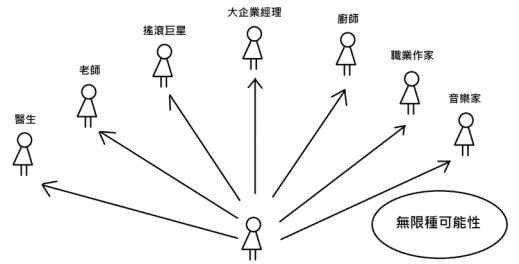 醫生
老師
搖滾巨星
大企業經理
廚師
職業作家
音樂家
無限種可能性